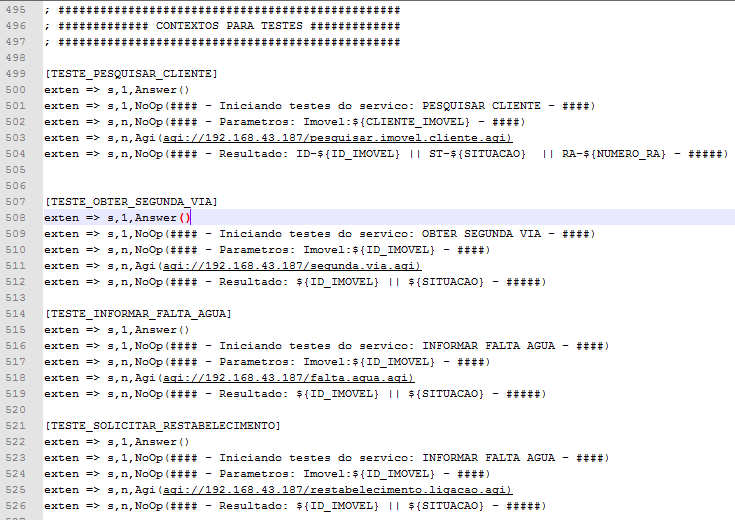 495 ; #################################################
496 ; ############# CONTEXTOS PARA TESTES #############
497 ; #################################################
498
499 [TESTE_PESQUISAR_CLIENTE]
500 exten => s,1,Answer()
501 exten => s,1,NoOp(#### - Iniciando testes do servico: PESQUISAR CLIENTE - ####)
502 exten => s,n,NoOp(#### - Parametros: Imovel:${CLIENTE_IMOVEL} - ####)
503 exten => s,n,Agi(agi://192.168.43.187/pesquisar.imovel.cliente.agi)
504 exten => s,n,NoOp(#### - Resultado: ID-${ID_IMOVEL} || ST-${SITUACAO}  || RA-${NUMERO_RA} - #####)
505
506
507 [TESTE_OBTER_SEGUNDA_VIA]
508 exten => s,1,Answer()
509 exten => s,1,NoOp(#### - Iniciando testes do servico: OBTER SEGUNDA VIA - ####)
510 exten => s,n,NoOp(#### - Parametros: Imovel:${ID_IMOVEL} - ####)
511 exten => s,n,Agi(agi://192.168.43.187/segunda.via.agi)
512 exten => s,n,NoOp(#### - Resultado: ${ID_IMOVEL} || ${SITUACAO} - #####)
513
514 [TESTE_INFORMAR_FALTA_AGUA]
515 exten => s,1,Answer()
516 exten => s,1,NoOp(#### - Iniciando testes do servico: INFORMAR FALTA AGUA - ####)
517 exten => s,n,NoOp(#### - Parametros: Imovel:${ID_IMOVEL} - ####)
518 exten => s,n,Agi(agi://192.168.43.187/falta.agua.agi)
519 exten => s,n,NoOp(#### - Resultado: ${ID_IMOVEL} || ${SITUACAO} - #####)
520
521 [TESTE_SOLICITAR_RESTABELECIMENTO]
522 exten => s,1,Answer()
523 exten => s,1,NoOp(#### - Iniciando testes do servico: INFORMAR FALTA AGUA - ####)
524 exten => s,n,NoOp(#### - Parametros: Imovel:${ID_IMOVEL} - ####)
525 exten => s,n,Agi(agi://192.168.43.187/restabelecimento.ligacao.agi)
526 exten => s,n,NoOp(#### - Resultado: ${ID_IMOVEL} || ${SITUACAO} - #####)